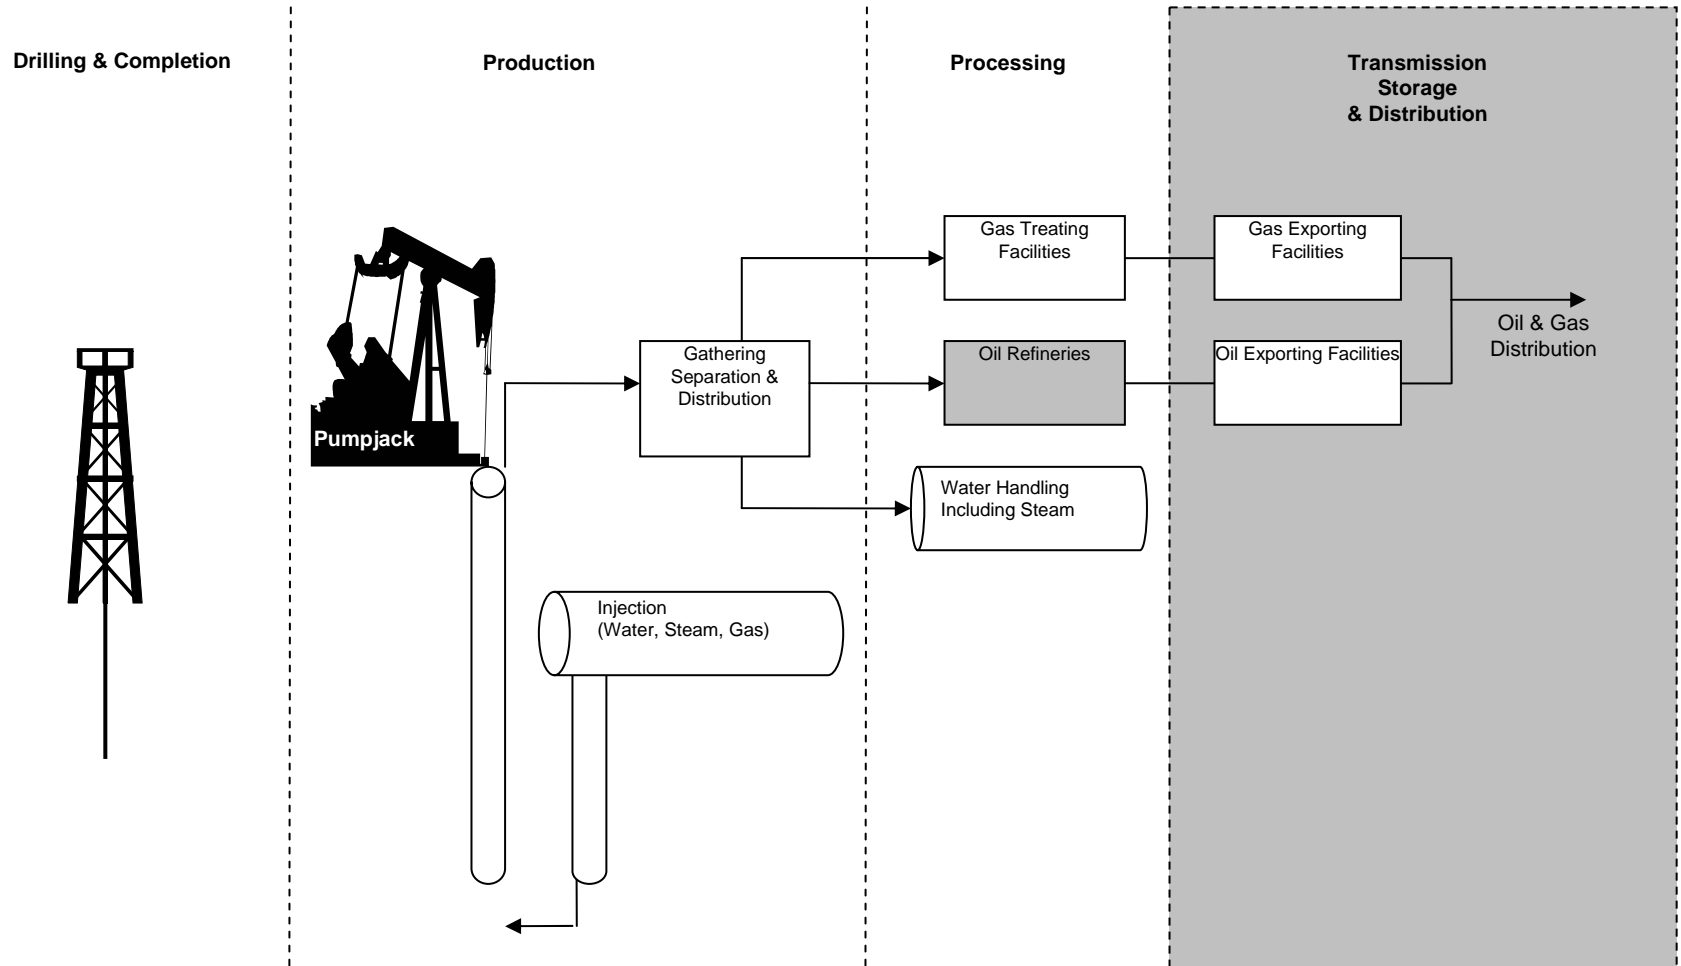 Drilling & Completion
Production
Processing
Transmission
Storage
& Distribution
Pumpjack
Gathering
Separation &
Distribution
Gas Treating
Facilities
Gas Exporting
Facilities
Oil Refineries
Oil Exporting Facilities
Oil & Gas
Distribution
Water Handling
Including Steam
Injection
(Water, Steam, Gas)